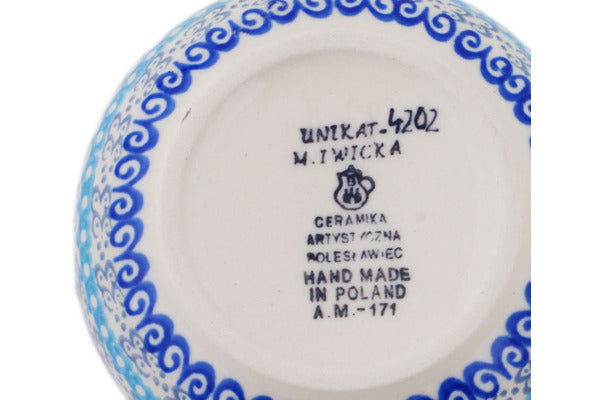 UNIKAT-4202
M. IWICKA
CERAMIKA
ARTYSTYCZNA
BOLESŁAWIEC
HAND MADE
IN POLAND
A.M.-171